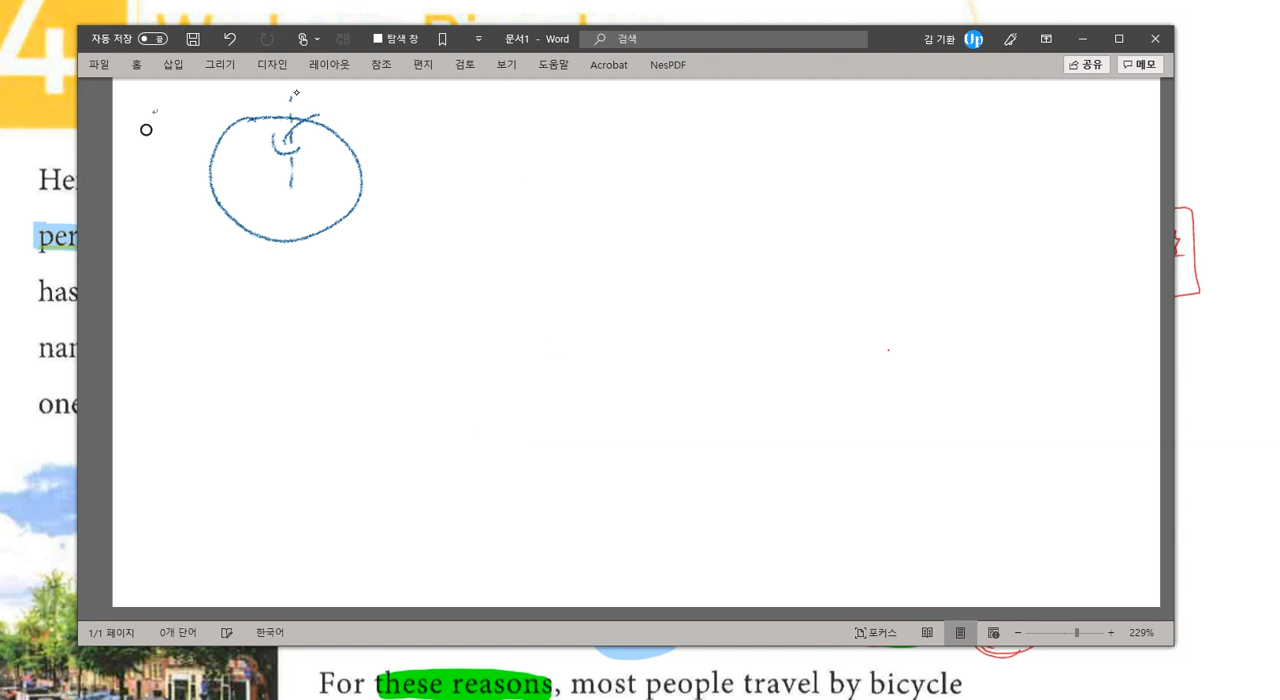 4
자동 저장 끔 탐색 창 문서1 - Word 검색 김 기환 Up
파일 홈 삽입 그리기 디자인 레이아웃 참조 편지 검토 보기 도움말 Acrobat NesPDF 공유 메모
per
has
one
1/1 페이지 0개 단어 한국어 포커스 229%
For these reasons, most people travel by bicycle